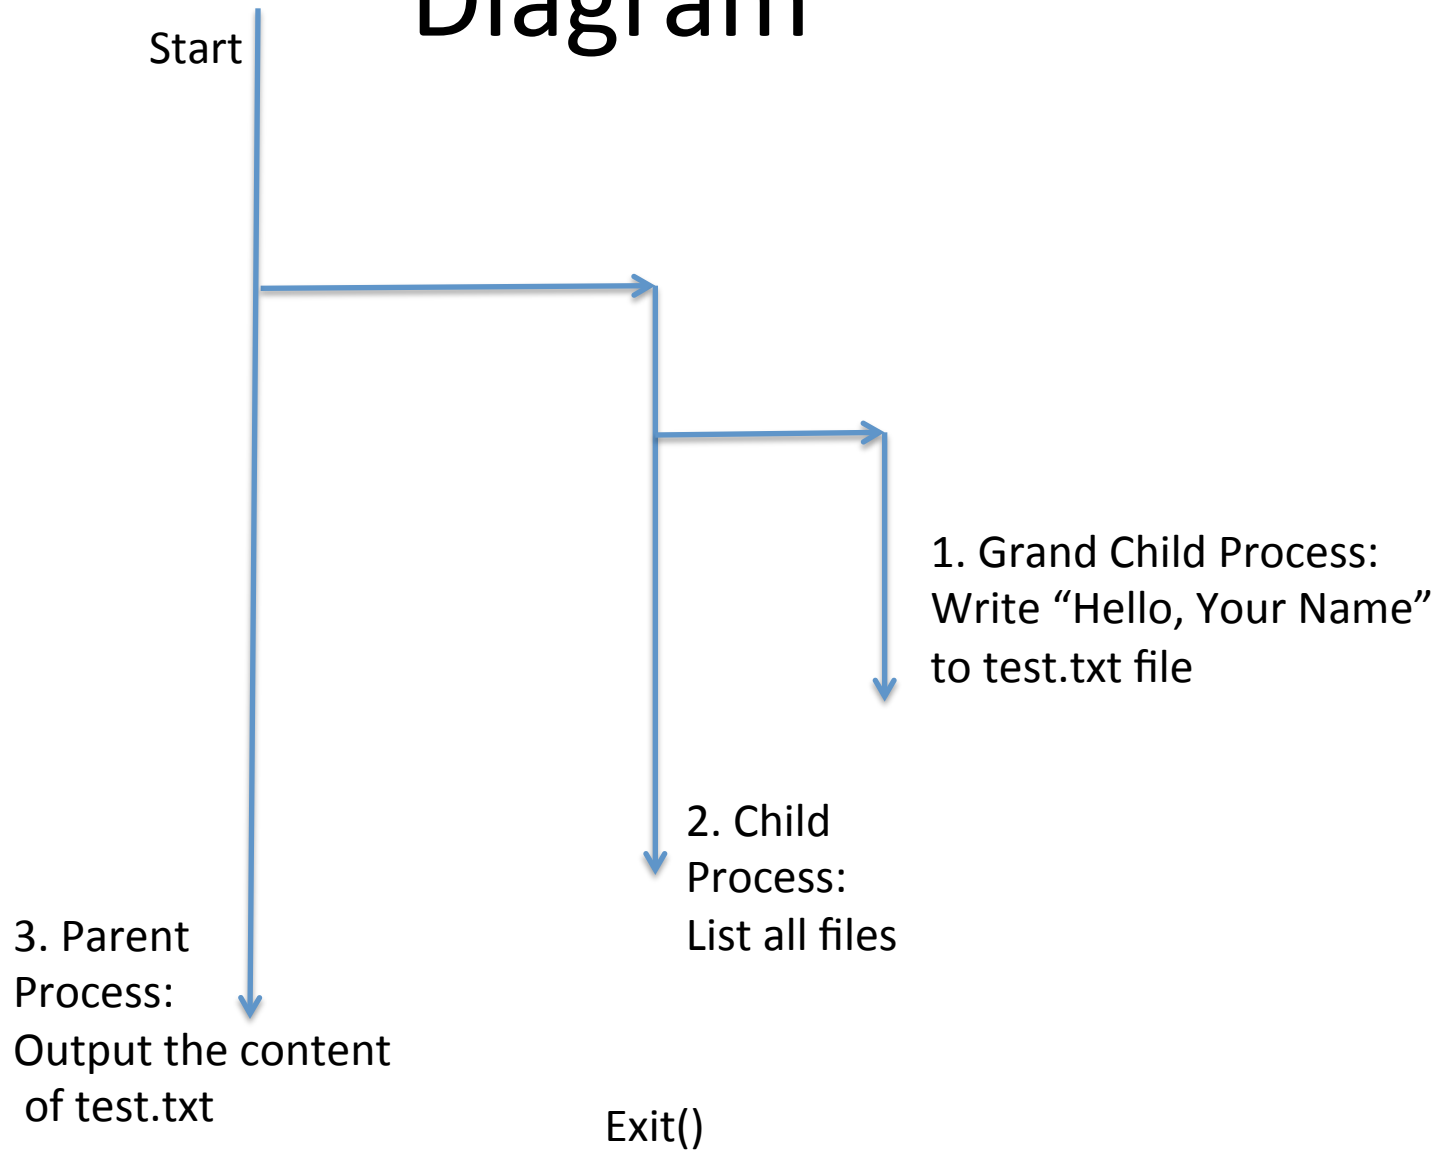 Diagram
Start
1. Grand Child Process:
Write “Hello, Your Name”
to test.txt file
2. Child
Process:
List all files
3. Parent
Process:
Output the content
of test.txt
Exit()